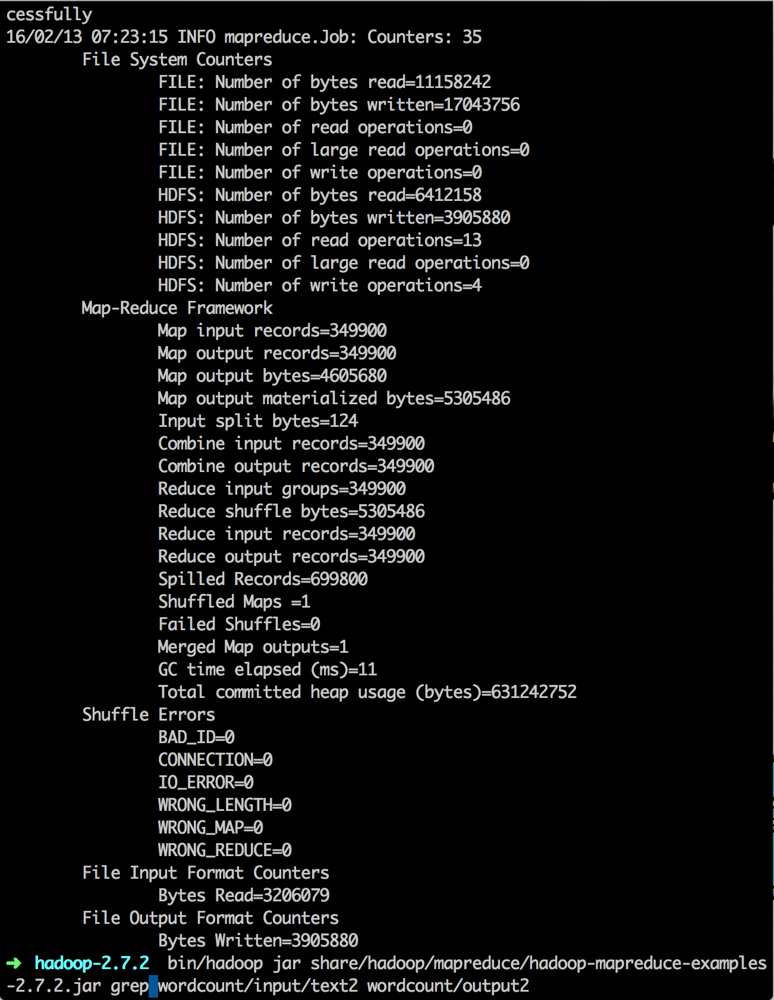 cessfully
16/02/13 07:23:15 INFO mapreduce.Job: Counters: 35
File System Counters
FILE: Number of bytes read=11158242
FILE: Number of bytes written=17043756
FILE: Number of read operations=0
FILE: Number of large read operations=0
FILE: Number of write operations=0
HDFS: Number of bytes read=6412158
HDFS: Number of bytes written=3905880
HDFS: Number of read operations=13
HDFS: Number of large read operations=0
HDFS: Number of write operations=4
Map-Reduce Framework
Map input records=349900
Map output records=349900
Map output bytes=4605680
Map output materialized bytes=5305486
Input split bytes=124
Combine input records=349900
Combine output records=349900
Reduce input groups=349900
Reduce shuffle bytes=5305486
Reduce input records=349900
Reduce output records=349900
Spilled Records=699800
Shuffled Maps =1
Failed Shuffles=0
Merged Map outputs=1
GC time elapsed (ms)=11
Total committed heap usage (bytes)=631242752
Shuffle Errors
BAD_ID=0
CONNECTION=0
IO_ERROR=0
WRONG_LENGTH=0
WRONG_MAP=0
WRONG_REDUCE=0
File Input Format Counters
Bytes Read=3206079
File Output Format Counters
Bytes Written=3905880
➜ hadoop-2.7.2 bin/hadoop jar share/hadoop/mapreduce/hadoop-mapreduce-examples
-2.7.2.jar grep wordcount/input/text2 wordcount/output2